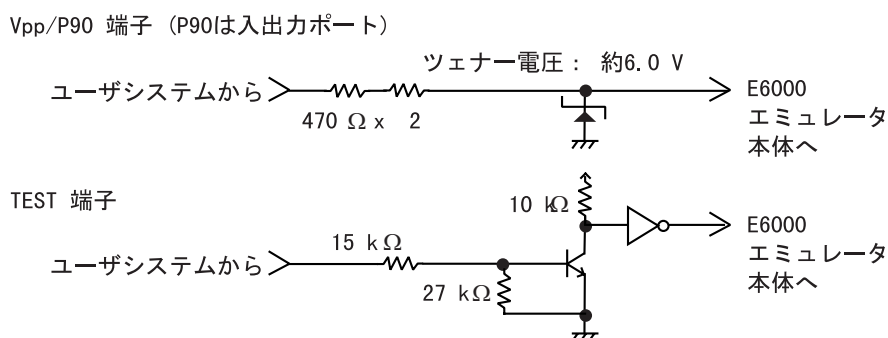 Vpp/P90 端子 (P90は入出力ポート)
ツェナー電圧: 約6.0 V
ユーザシステムから
470 Ω x 2
E6000
エミュレータ
本体へ
TEST 端子
10 kΩ
15 kΩ
ユーザシステムから
27 kΩ
E6000
エミュレータ
本体へ